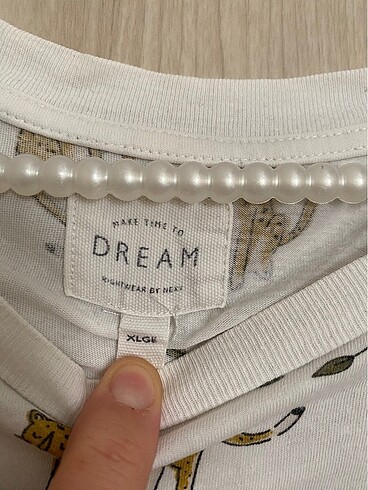 MAKE TIME TO
DREAM
NIGHTWEAR BY NEXT
XLGE